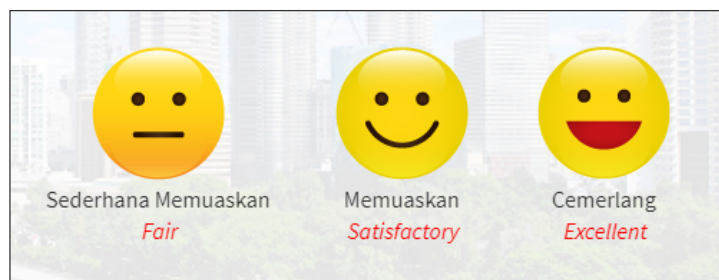 Sederhana Memuaskan
Fair
Memuaskan
Satisfactory
Cemerlang
Excellent